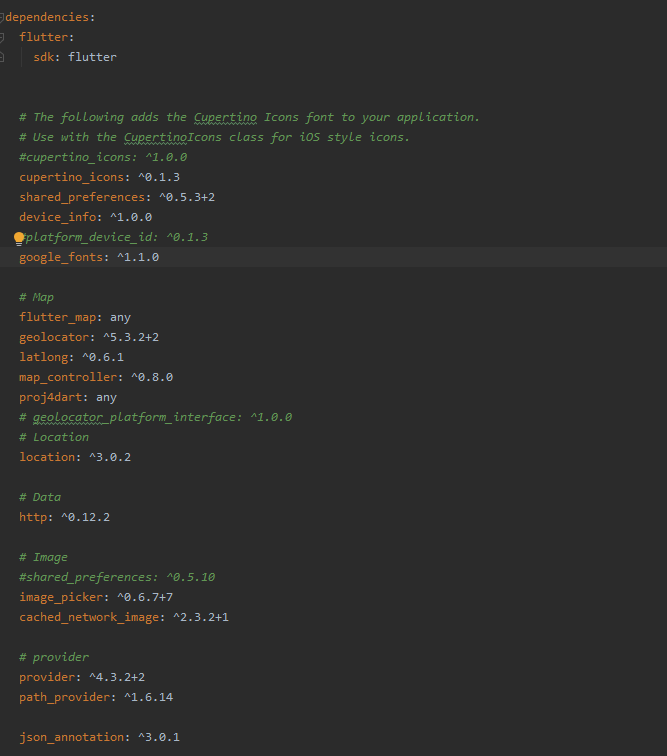 dependencies:
flutter:
sdk: flutter
# The following adds the Cupertino Icons font to your application.
# Use with the CupertinoIcons class for iOS style icons.
#cupertino_icons: ^1.0.0
cupertino_icons: ^0.1.3
shared_preferences: ^0.5.3+2
device_info: ^1.0.0
platform_device_id: ^0.1.3
google_fonts: ^1.1.0
# Map
flutter_map: any
geolocator: ^5.3.2+2
latlong: ^0.6.1
map_controller: ^0.8.0
proj4dart: any
# geolocator_platform_interface: ^1.0.0
# Location
location: ^3.0.2
# Data
http: ^0.12.2
# Image
#shared_preferences: ^0.5.10
image_picker: ^0.6.7+7
cached_network_image: ^2.3.2+1
# provider
provider: ^4.3.2+2
path_provider: ^1.6.14
json_annotation: ^3.0.1